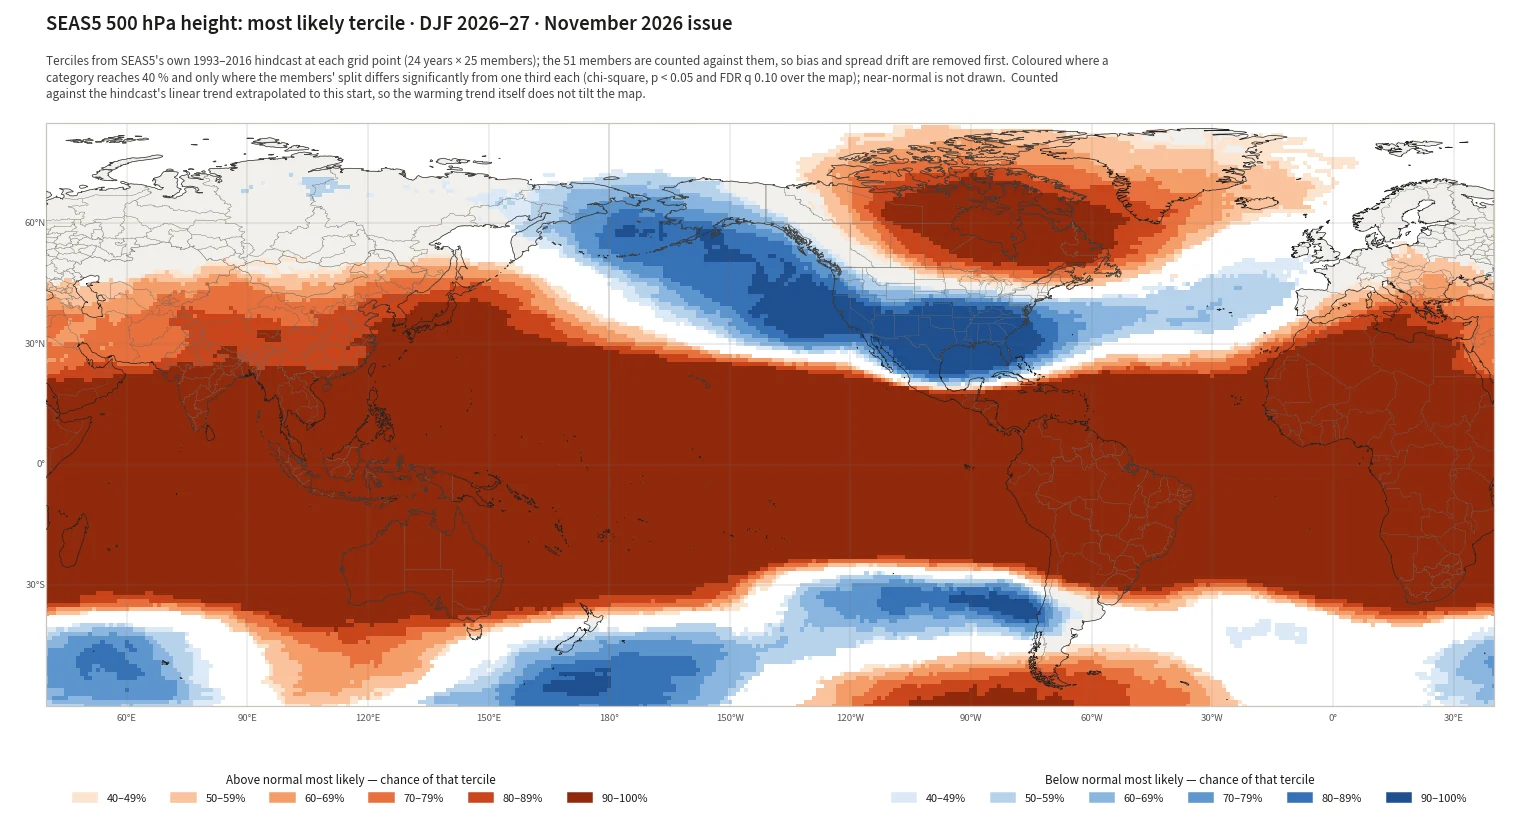 SEAS5 500 hPa height: most likely tercile · DJF 2026–27 · November 2026 issue
Terciles from SEAS5's own 1993–2016 hindcast at each grid point (24 years × 25 members); the 51 members are counted against them, so bias and spread drift are removed first. Coloured where a
category reaches 40 % and only where the members' split differs significantly from one third each (chi-square, p < 0.05 and FDR q 0.10 over the map); near-normal is not drawn. Counted
against the hindcast's linear trend extrapolated to this start, so the warming trend itself does not tilt the map.
60°N
30°N
0°
30°S
60°E 90°E 120°E 150°E 180° 150°W 120°W 90°W 60°W 30°W 0° 30°E
Above normal most likely — chance of that tercile
40–49% 50–59% 60–69% 70–79% 80–89% 90–100%
Below normal most likely — chance of that tercile
40–49% 50–59% 60–69% 70–79% 80–89% 90–100%